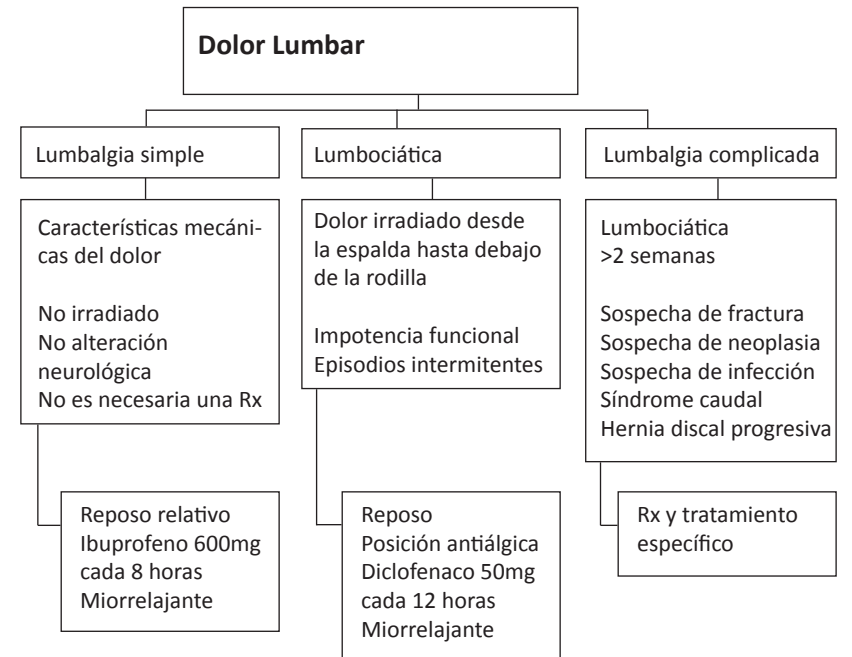 Dolor Lumbar
Lumbalgia simple
Lumbociática
Lumbalgia complicada
Características mecáni-
cas del dolor
No irradiado
No alteración
neurológica
No es necesaria una Rx
Dolor irradiado desde
la espalda hasta debajo
de la rodilla
Impotencia funcional
Episodios intermitentes
Lumbociática
>2 semanas
Sospecha de fractura
Sospecha de neoplasia
Sospecha de infección
Síndrome caudal
Hernia discal progresiva
Reposo relativo
Ibuprofeno 600mg
cada 8 horas
Miorrelajante
Reposo
Posición antiálgica
Diclofenaco 50mg
cada 12 horas
Miorrelajante
Rx y tratamiento
específico